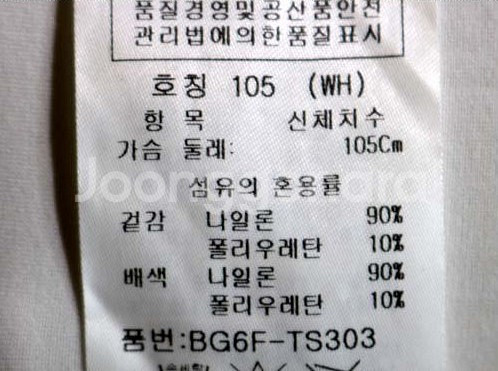 품질경영및공산품안전
관리법에의한품질표시
호칭 105 (WH)
항 목 신체치수
가슴 둘레: 105Cm
섬유의 혼용률
겉감 나일론 90%
폴리우레탄 10%
배색 나일론 90%
폴리우레탄 10%
품번:BG6F-TS303